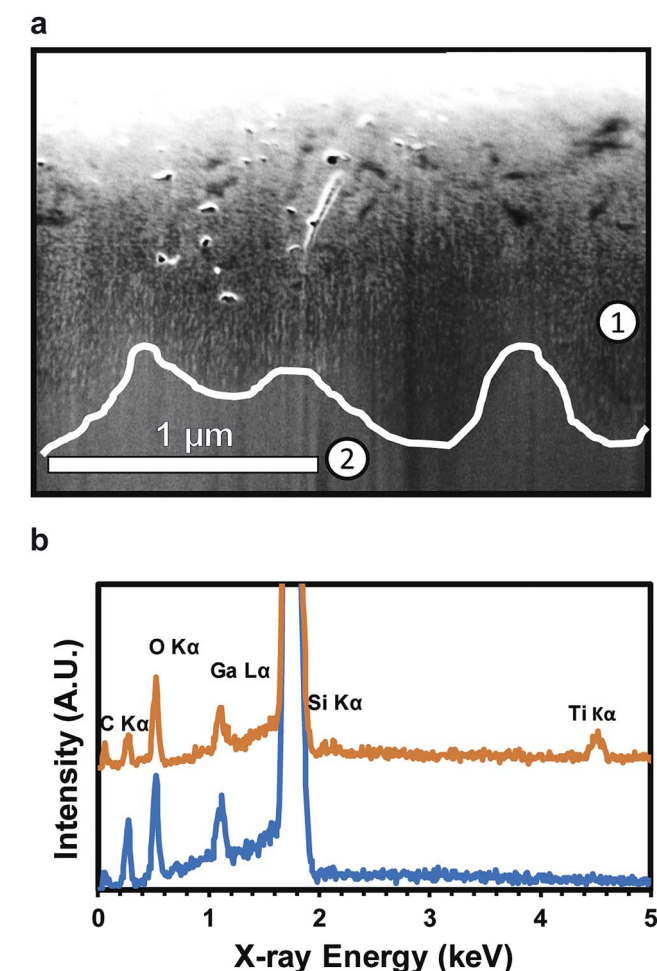 a
1
1 μm
2
b
O Kα
Ga Lα
C Kα
Si Kα
Ti Kα
Intensity (A.U.)
0 1 2 3 4 5
X-ray Energy (keV)